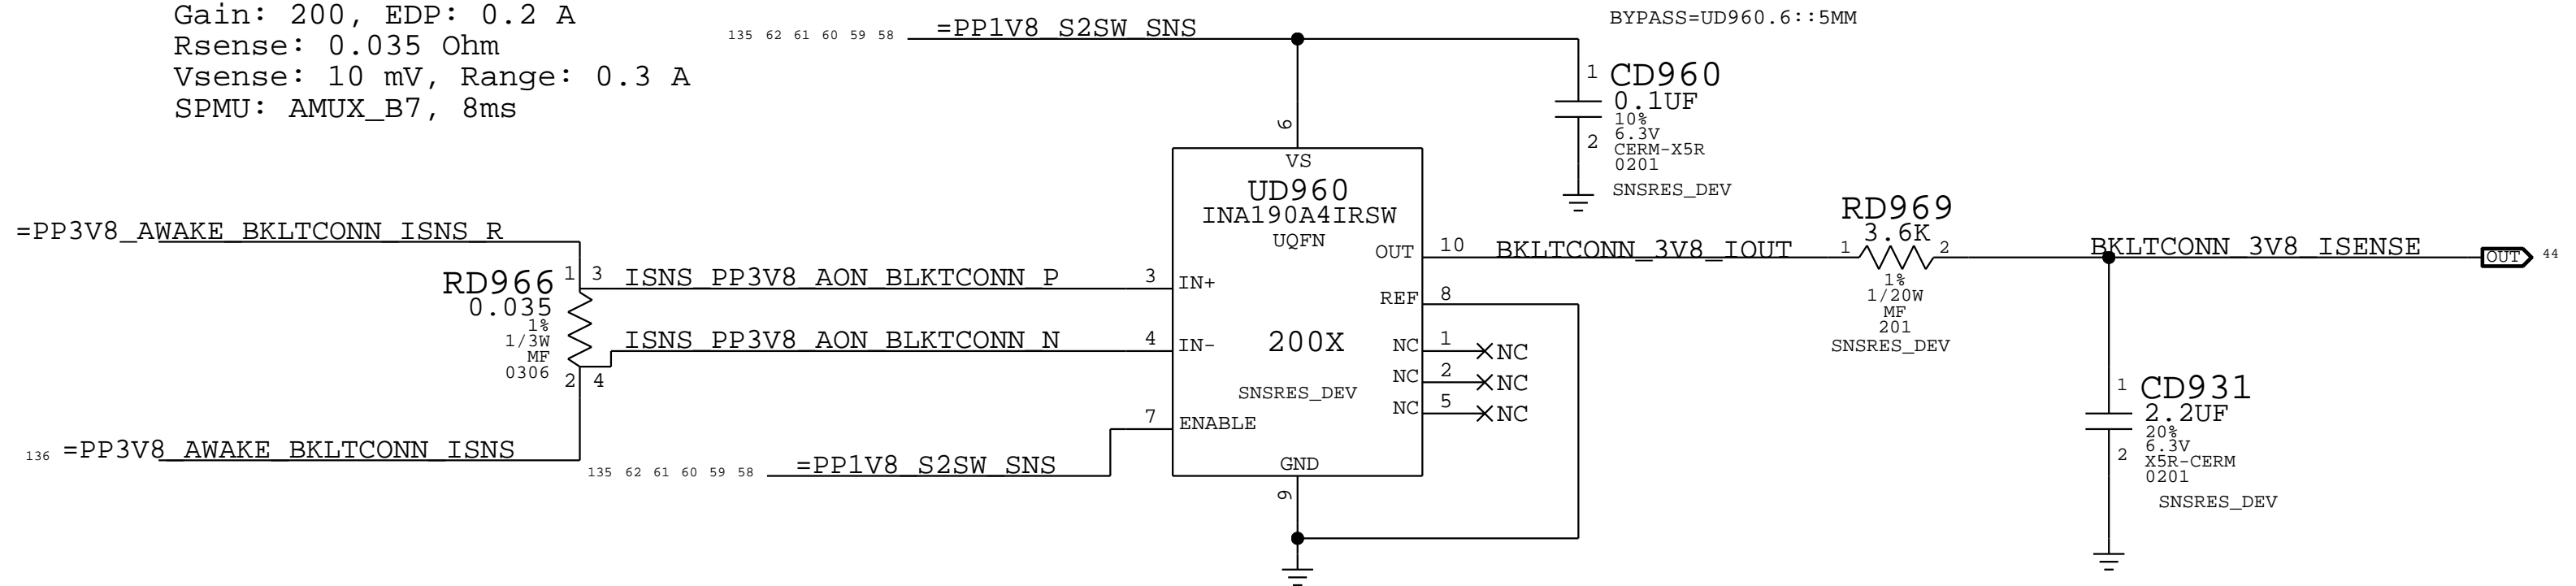 Gain: 200, EDP: 0.2 A
Rsense: 0.035 Ohm
Vsense: 10 mV, Range: 0.3 A
SPMU: AMUX_B7, 8ms
135 62 61 60 59 58 =PP1V8_S2SW_SNS
BYPASS=UD960.6::5MM
1 CD960
0.1UF
10%
6.3V
2 CERM-X5R
0201
SNSRES_DEV
6
VS
UD960
INA190A4IRSW
UQFN
200X
SNSRES_DEV
GND
9
=PP3V8_AWAKE_BKLTCONN_ISNS_R
RD966 1 3
0.035
1%
1/3W
MF
0306
2 4
ISNS_PP3V8_AON_BLKTCONN_P 3 IN+
ISNS_PP3V8_AON_BLKTCONN_N 4 IN-
7 ENABLE
136 =PP3V8_AWAKE_BKLTCONN_ISNS
135 62 61 60 59 58 =PP1V8_S2SW_SNS
OUT 10 BKLTCONN_3V8_IOUT
REF 8
NC 1 NC
NC 2 NC
NC 5 NC
RD969
1 3.6K 2
1%
1/20W
MF
201
SNSRES_DEV
BKLTCONN_3V8_ISENSE OUT 44
1 CD931
2.2UF
20%
6.3V
2 X5R-CERM
0201
SNSRES_DEV